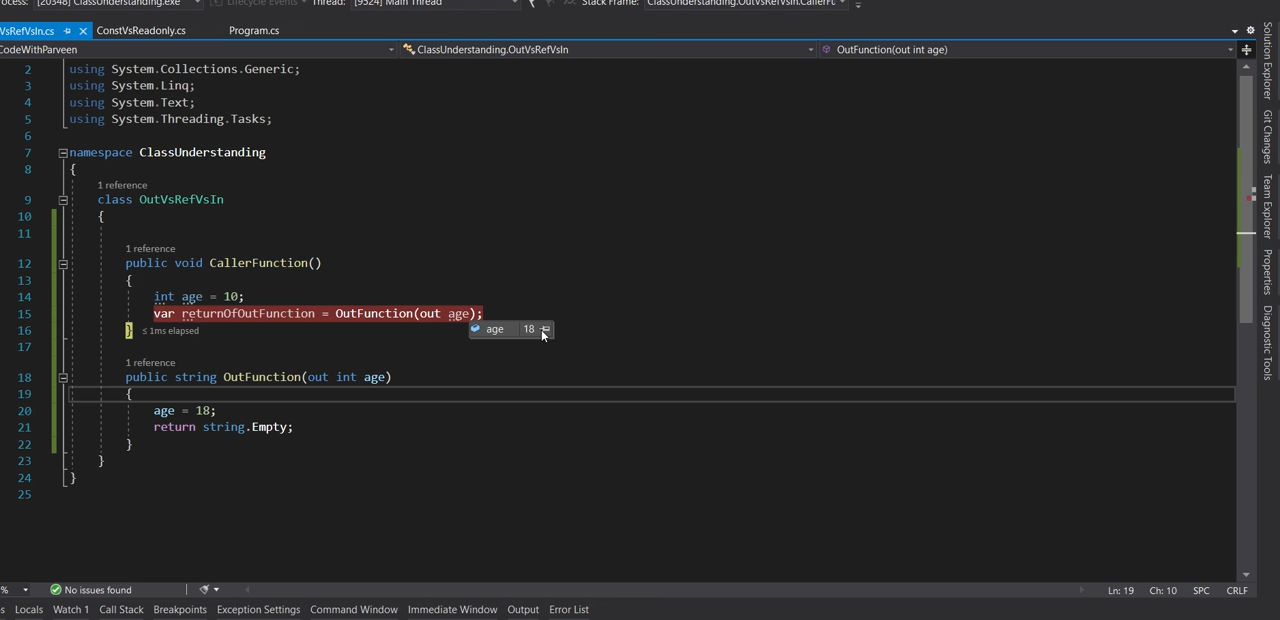 ocess: [20348] ClassUnderstanding.exe Lifecycle Events Thread: [9524] Main Thread Stack Frame: ClassUnderstanding.OutVsRefVsIn.CallerFu
VsRefVsIn.cs ConstVsReadonly.cs Program.cs
CodeWithParveen ClassUnderstanding.OutVsRefVsIn OutFunction(out int age)
2 using System.Collections.Generic;
3 using System.Linq;
4 using System.Text;
5 using System.Threading.Tasks;
6
7 namespace ClassUnderstanding
8 {
1 reference
9 class OutVsRefVsIn
10 {
11
1 reference
12 public void CallerFunction()
13 {
14 int age = 10;
15 var returnOfOutFunction = OutFunction(out age);
age 18
16 } ≤ 1ms elapsed
17
1 reference
18 public string OutFunction(out int age)
19 {
20 age = 18;
21 return string.Empty;
22 }
23 }
24 }
25
% No issues found Ln: 19 Ch: 10 SPC CRLF
s Locals Watch 1 Call Stack Breakpoints Exception Settings Command Window Immediate Window Output Error List
Solution Explorer
Git Changes
Team Explorer
Properties
Diagnostic Tools